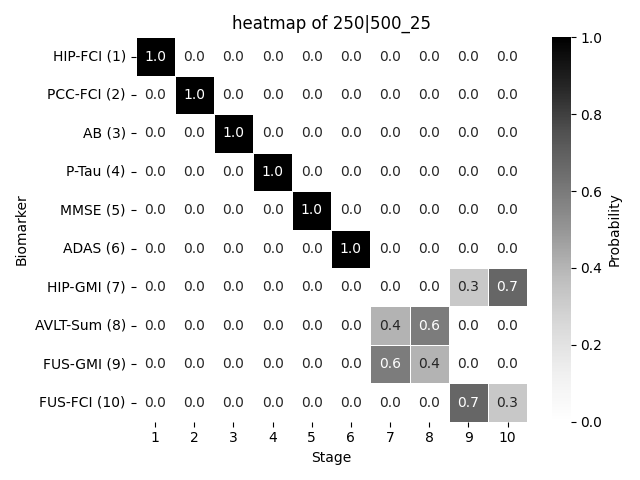 heatmap of 250|500_25
HIP-FCI (1) 1.0 0.0 0.0 0.0 0.0 0.0 0.0 0.0 0.0 0.0
PCC-FCI (2) 0.0 1.0 0.0 0.0 0.0 0.0 0.0 0.0 0.0 0.0
AB (3) 0.0 0.0 1.0 0.0 0.0 0.0 0.0 0.0 0.0 0.0
P-Tau (4) 0.0 0.0 0.0 1.0 0.0 0.0 0.0 0.0 0.0 0.0
MMSE (5) 0.0 0.0 0.0 0.0 1.0 0.0 0.0 0.0 0.0 0.0
ADAS (6) 0.0 0.0 0.0 0.0 0.0 1.0 0.0 0.0 0.0 0.0
HIP-GMI (7) 0.0 0.0 0.0 0.0 0.0 0.0 0.0 0.0 0.3 0.7
AVLT-Sum (8) 0.0 0.0 0.0 0.0 0.0 0.0 0.4 0.6 0.0 0.0
FUS-GMI (9) 0.0 0.0 0.0 0.0 0.0 0.0 0.6 0.4 0.0 0.0
FUS-FCI (10) 0.0 0.0 0.0 0.0 0.0 0.0 0.0 0.0 0.7 0.3
1 2 3 4 5 6 7 8 9 10
Stage
Biomarker
1.0
0.8
0.6
0.4
0.2
0.0
Probability